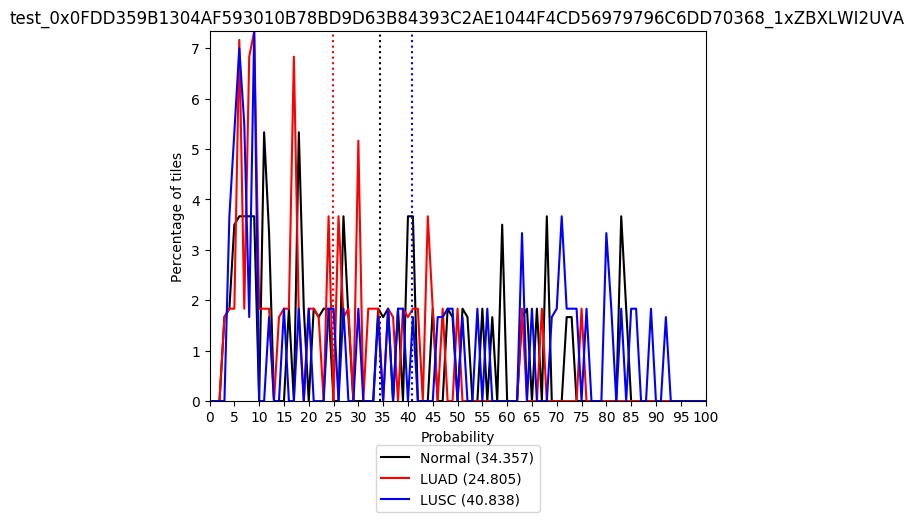 test_0x0FDD359B1304AF593010B78BD9D63B84393C2AE1044F4CD56979796C6DD70368_1xZBXLWI2UVA
Percentage of tiles
7
6
5
4
3
2
1
0
0 5 10 15 20 25 30 35 40 45 50 55 60 65 70 75 80 85 90 95 100
Probability
Normal (34.357)
LUAD (24.805)
LUSC (40.838)